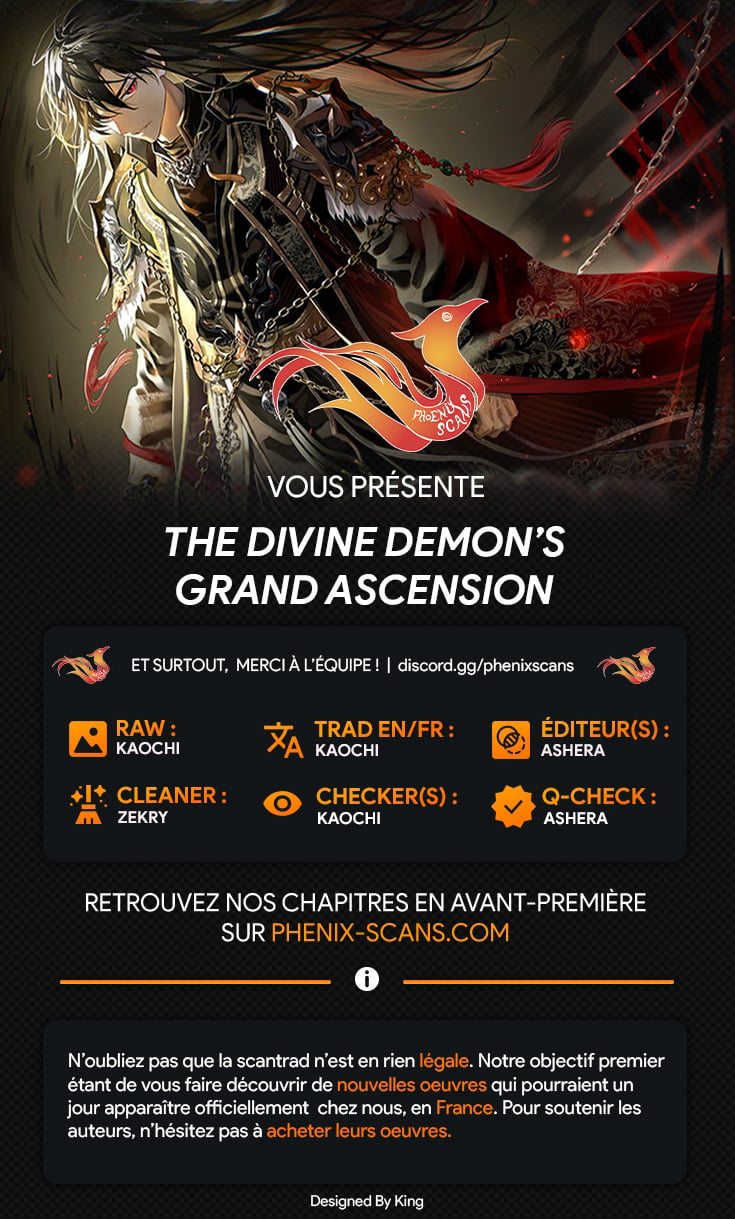 PHOENIX
SCANS
VOUS PRÉSENTE
THE DIVINE DEMON'S
GRAND ASCENSION
ET SURTOUT, MERCI À L'ÉQUIPE ! | discord.gg/phenixscans
RAW :
KAOCHI
TRAD EN/FR :
KAOCHI
ÉDITEUR(S) :
ASHERA
CLEANER :
ZEKRY
CHECKER(S) :
KAOCHI
Q-CHECK :
ASHERA
RETROUVEZ NOS CHAPITRES EN AVANT-PREMIÈRE
SUR PHENIX-SCANS.COM
N'oubliez pas que la scantrad n'est en rien légale. Notre objectif premier
étant de vous faire découvrir de nouvelles oeuvres qui pourraient un
jour apparaître officiellement chez nous, en France. Pour soutenir les
auteurs, n'hésitez pas à acheter leurs oeuvres.
Designed By King